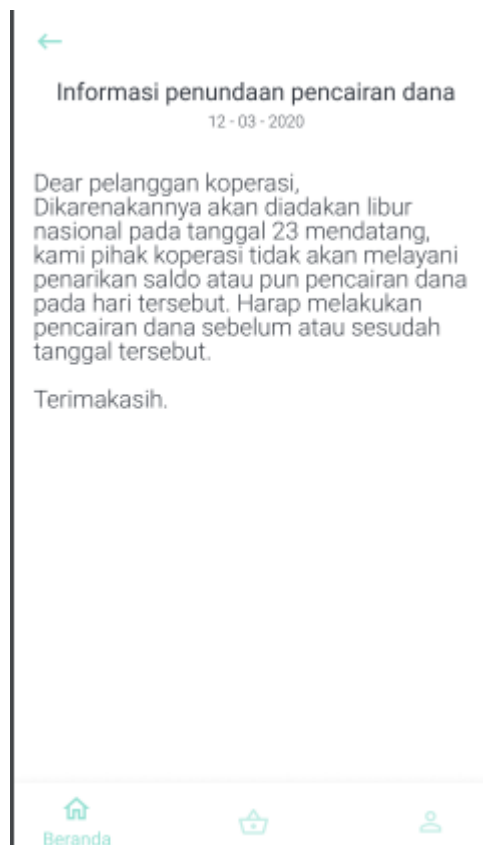 Informasi penundaan pencairan dana
12 - 03 - 2020
Dear pelanggan koperasi,
Dikarenakannya akan diadakan libur
nasional pada tanggal 23 mendatang,
kami pihak koperasi tidak akan melayani
penarikan saldo atau pun pencairan dana
pada hari tersebut. Harap melakukan
pencairan dana sebelum atau sesudah
tanggal tersebut.
Terimakasih.
Beranda